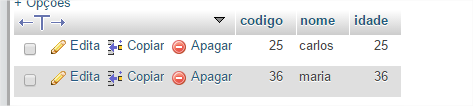 + Opções
codigo nome idade
Edita Copiar Apagar 25 carlos 25
Edita Copiar Apagar 36 maria 36